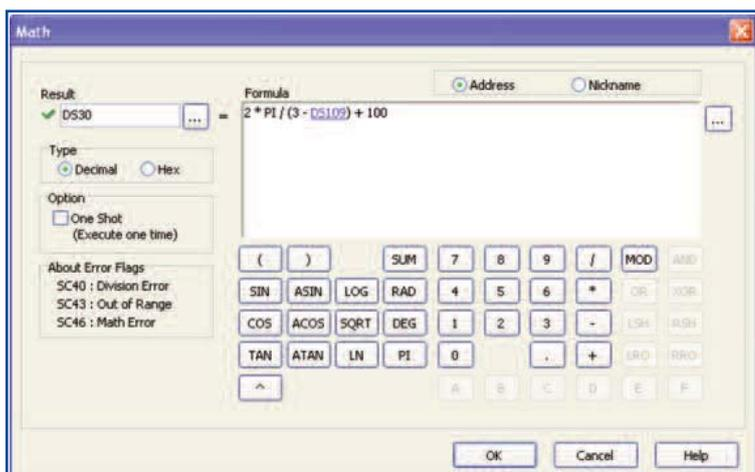 Math
Result
Formula
Address
Nickname
DS30
...
=
2 * PI / (3 - DS109) + 100
...
Type
Decimal
Hex
Option
One Shot
(Execute one time)
About Error Flags
SC40 : Division Error
SC43 : Out of Range
SC46 : Math Error
( ) SUM 7 8 9 / MOD AND
SIN ASIN LOG RAD 4 5 6 * OR XOR
COS ACOS SQRT DEG 1 2 3 - LSH RSH
TAN ATAN LN PI 0 . + LRO RRO
^ A B C D E F
OK Cancel Help